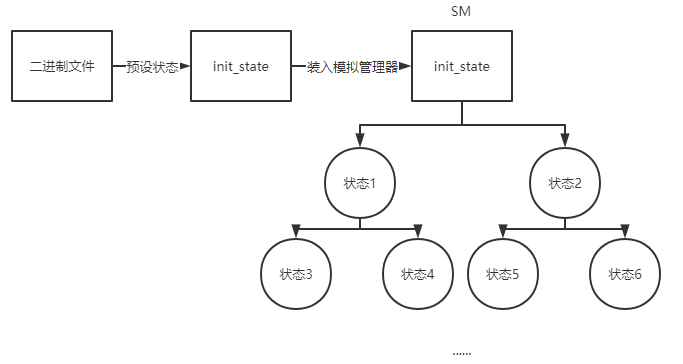 SM
二进制文件
预设状态
init_state
装入模拟管理器
init_state
状态1
状态2
状态3
状态4
状态5
状态6
......